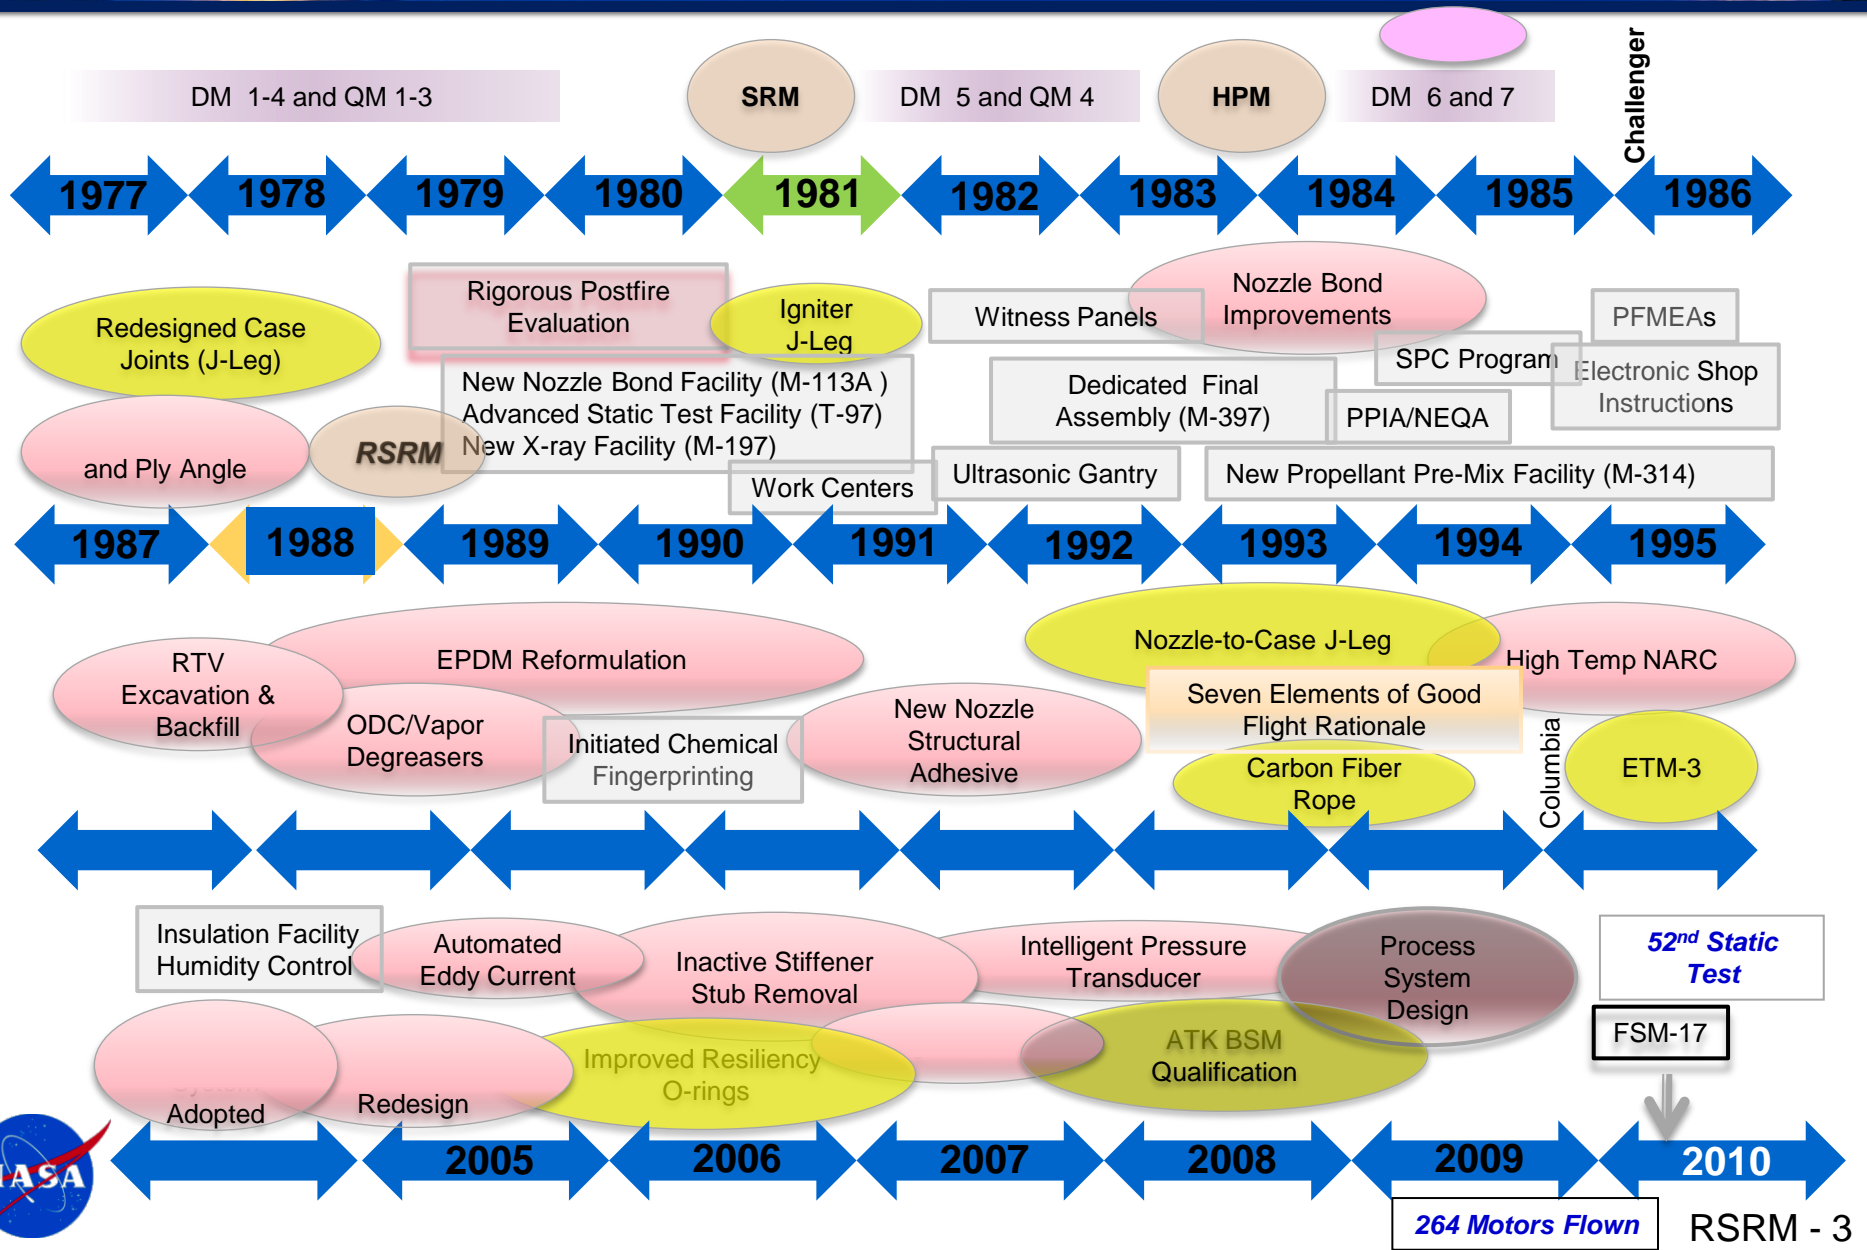 DM 1-4 and QM 1-3
SRM
DM 5 and QM 4
HPM
DM 6 and 7
Challenger
1977
1978
1979
1980
1981
1982
1983
1984
1985
1986
Redesigned Case
Joints (J-Leg)
Rigorous Postfire
Evaluation
Igniter
J-Leg
Witness Panels
Nozzle Bond
Improvements
PFMEAs
SPC Program
Electronic Shop
Instructions
New Nozzle Bond Facility (M-113A )
Advanced Static Test Facility (T-97)
New X-ray Facility (M-197)
Dedicated Final
Assembly (M-397)
PPIA/NEQA
and Ply Angle
RSRM
Work Centers
Ultrasonic Gantry
New Propellant Pre-Mix Facility (M-314)
1987
1988
1989
1990
1991
1992
1993
1994
1995
RTV
Excavation &
Backfill
EPDM Reformulation
ODC/Vapor
Degreasers
Initiated Chemical
Fingerprinting
New Nozzle
Structural
Adhesive
Nozzle-to-Case J-Leg
High Temp NARC
Seven Elements of Good
Flight Rationale
Carbon Fiber
Rope
Columbia
ETM-3
Insulation Facility
Humidity Control
Automated
Eddy Current
Inactive Stiffener
Stub Removal
Intelligent Pressure
Transducer
Process
System
Design
52nd Static
Test
FSM-17
Adopted
Redesign
Improved Resiliency
O-rings
ATK BSM
Qualification
2005
2006
2007
2008
2009
2010
NASA
264 Motors Flown
RSRM - 3